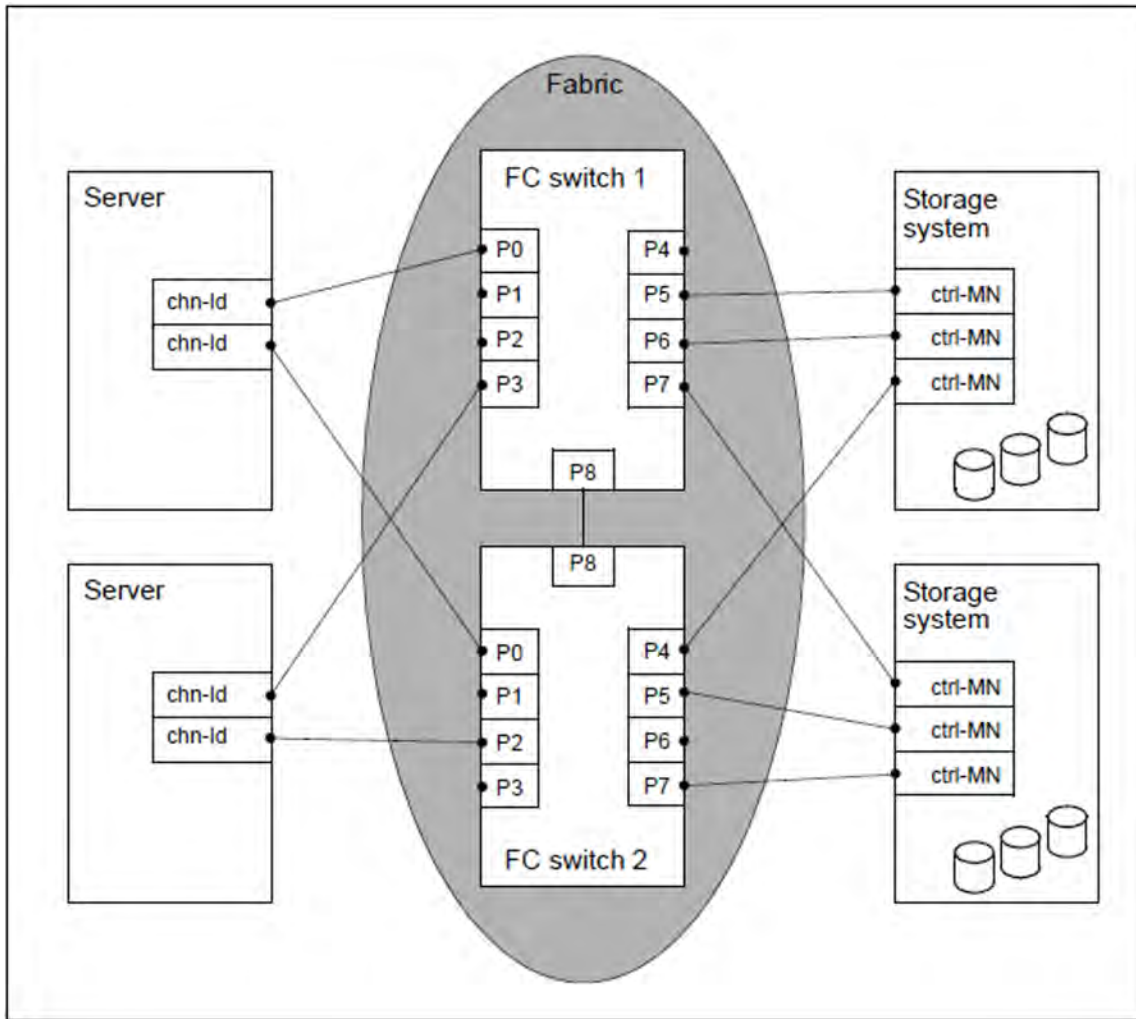 Fabric
Server
chn-Id
chn-Id
FC switch 1
P0
P1
P2
P3
P4
P5
P6
P7
P8
Storage
system
ctrl-MN
ctrl-MN
ctrl-MN
Server
chn-Id
chn-Id
P8
P0
P1
P2
P3
P4
P5
P6
P7
FC switch 2
Storage
system
ctrl-MN
ctrl-MN
ctrl-MN